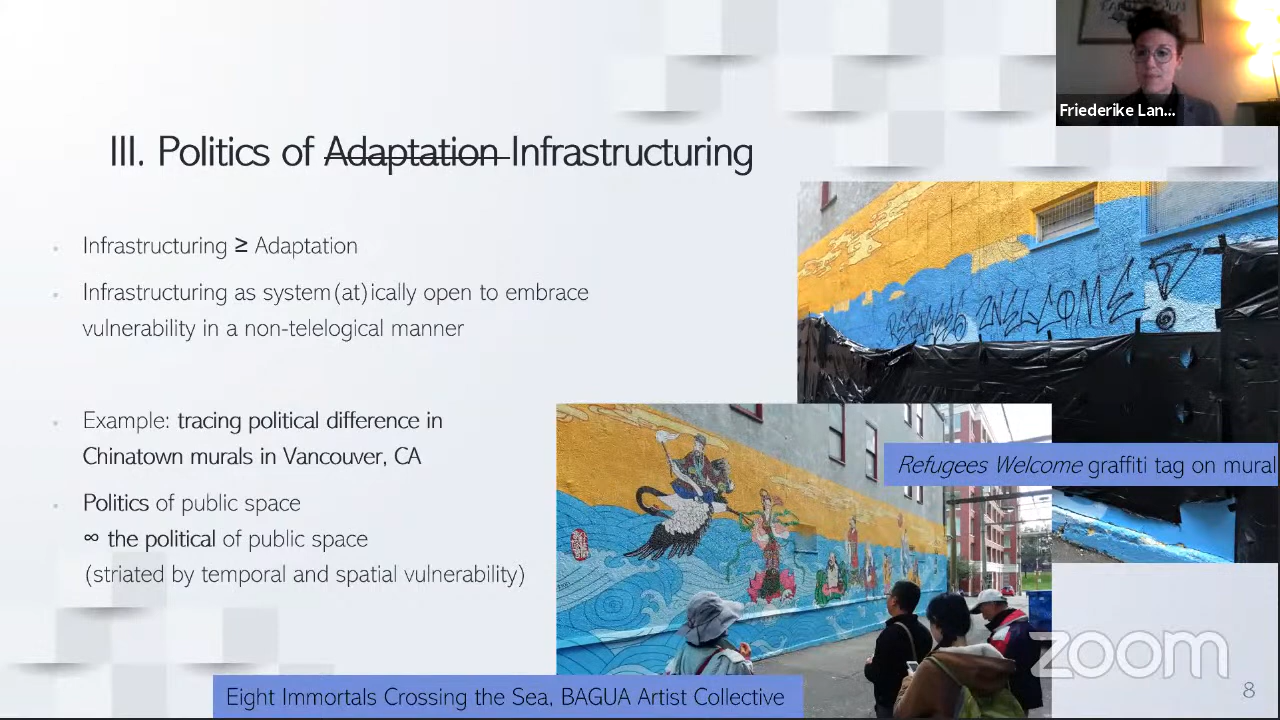 Friederike Lan...
III. Politics of Adaptation Infrastructuring
Infrastructuring ≥ Adaptation
Infrastructuring as system(at)ically open to embrace
vulnerability in a non-telelogical manner
Example: tracing political difference in
Chinatown murals in Vancouver, CA
Politics of public space
∞ the political of public space
(striated by temporal and spatial vulnerability)
WELCOME!
Refugees Welcome graffiti tag on mural
Eight Immortals Crossing the Sea, BAGUA Artist Collective
zoom
8